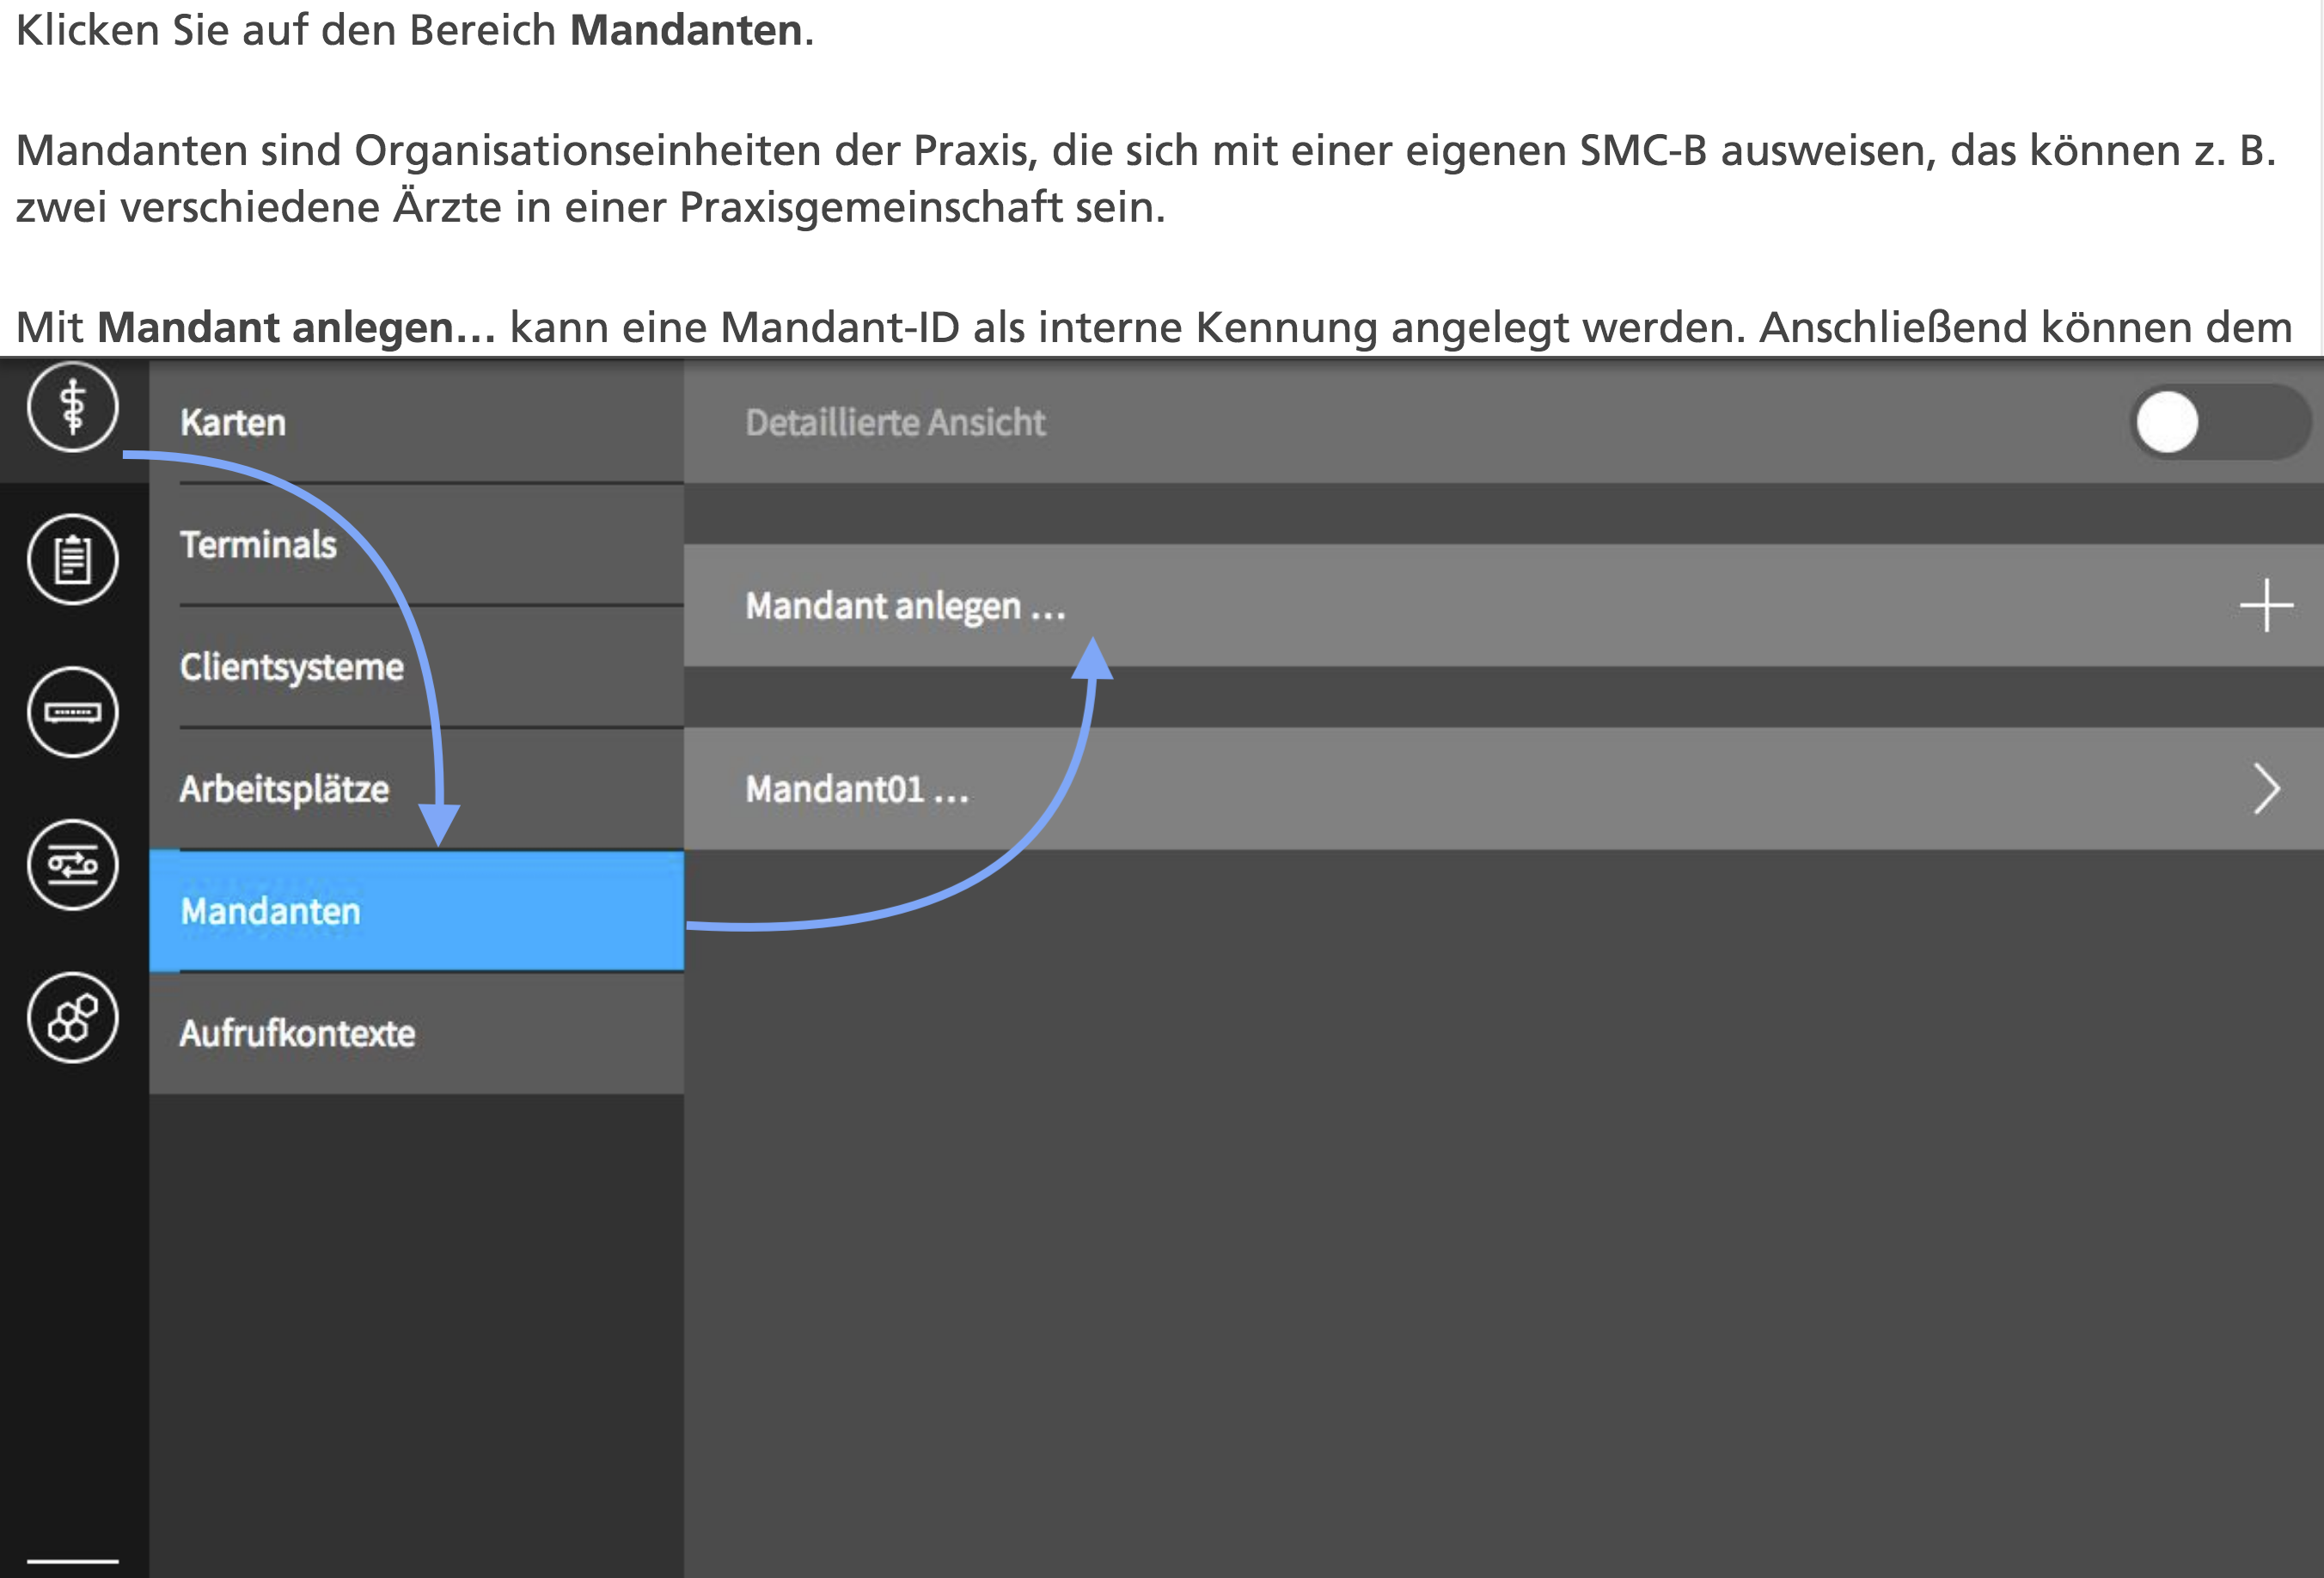 Klicken Sie auf den Bereich Mandanten.
Mandanten sind Organisationseinheiten der Praxis, die sich mit einer eigenen SMC-B ausweisen, das können z. B.
zwei verschiedene Ärzte in einer Praxisgemeinschaft sein.
Mit Mandant anlegen... kann eine Mandant-ID als interne Kennung angelegt werden. Anschließend können dem
Karten
Terminals
Clientsysteme
Arbeitsplätze
Mandanten
Aufrufkontexte
Detaillierte Ansicht
Mandant anlegen ...
Mandant01 ...